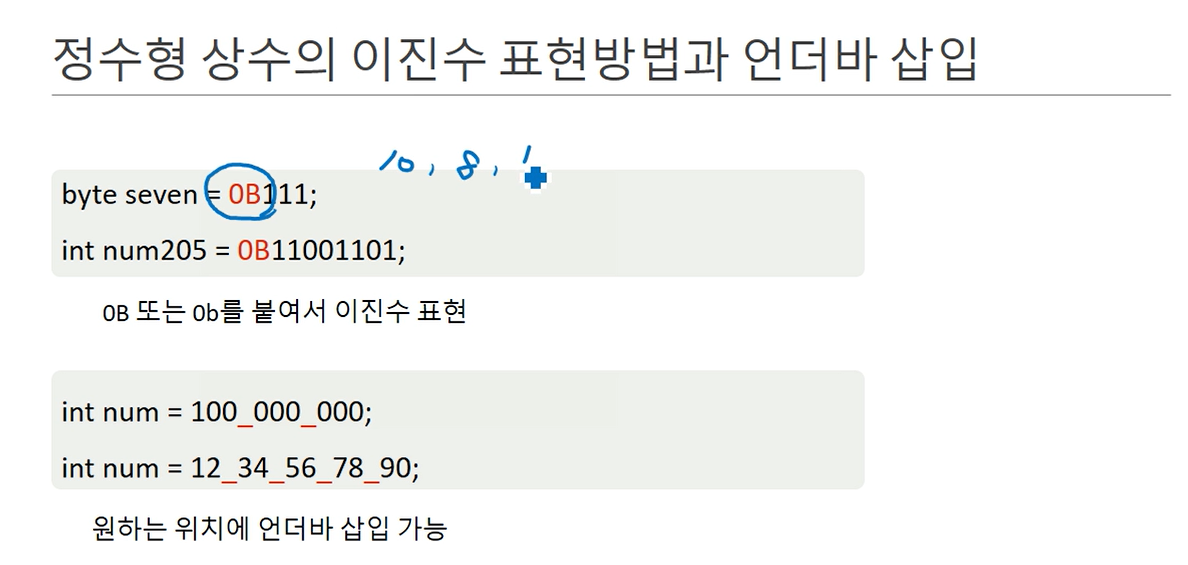 정수형 상수의 이진수 표현방법과 언더바 삽입
10, 8, 1
byte seven = 0B111;
int num205 = 0B11001101;
0B 또는 0b를 붙여서 이진수 표현
int num = 100_000_000;
int num = 12_34_56_78_90;
원하는 위치에 언더바 삽입 가능